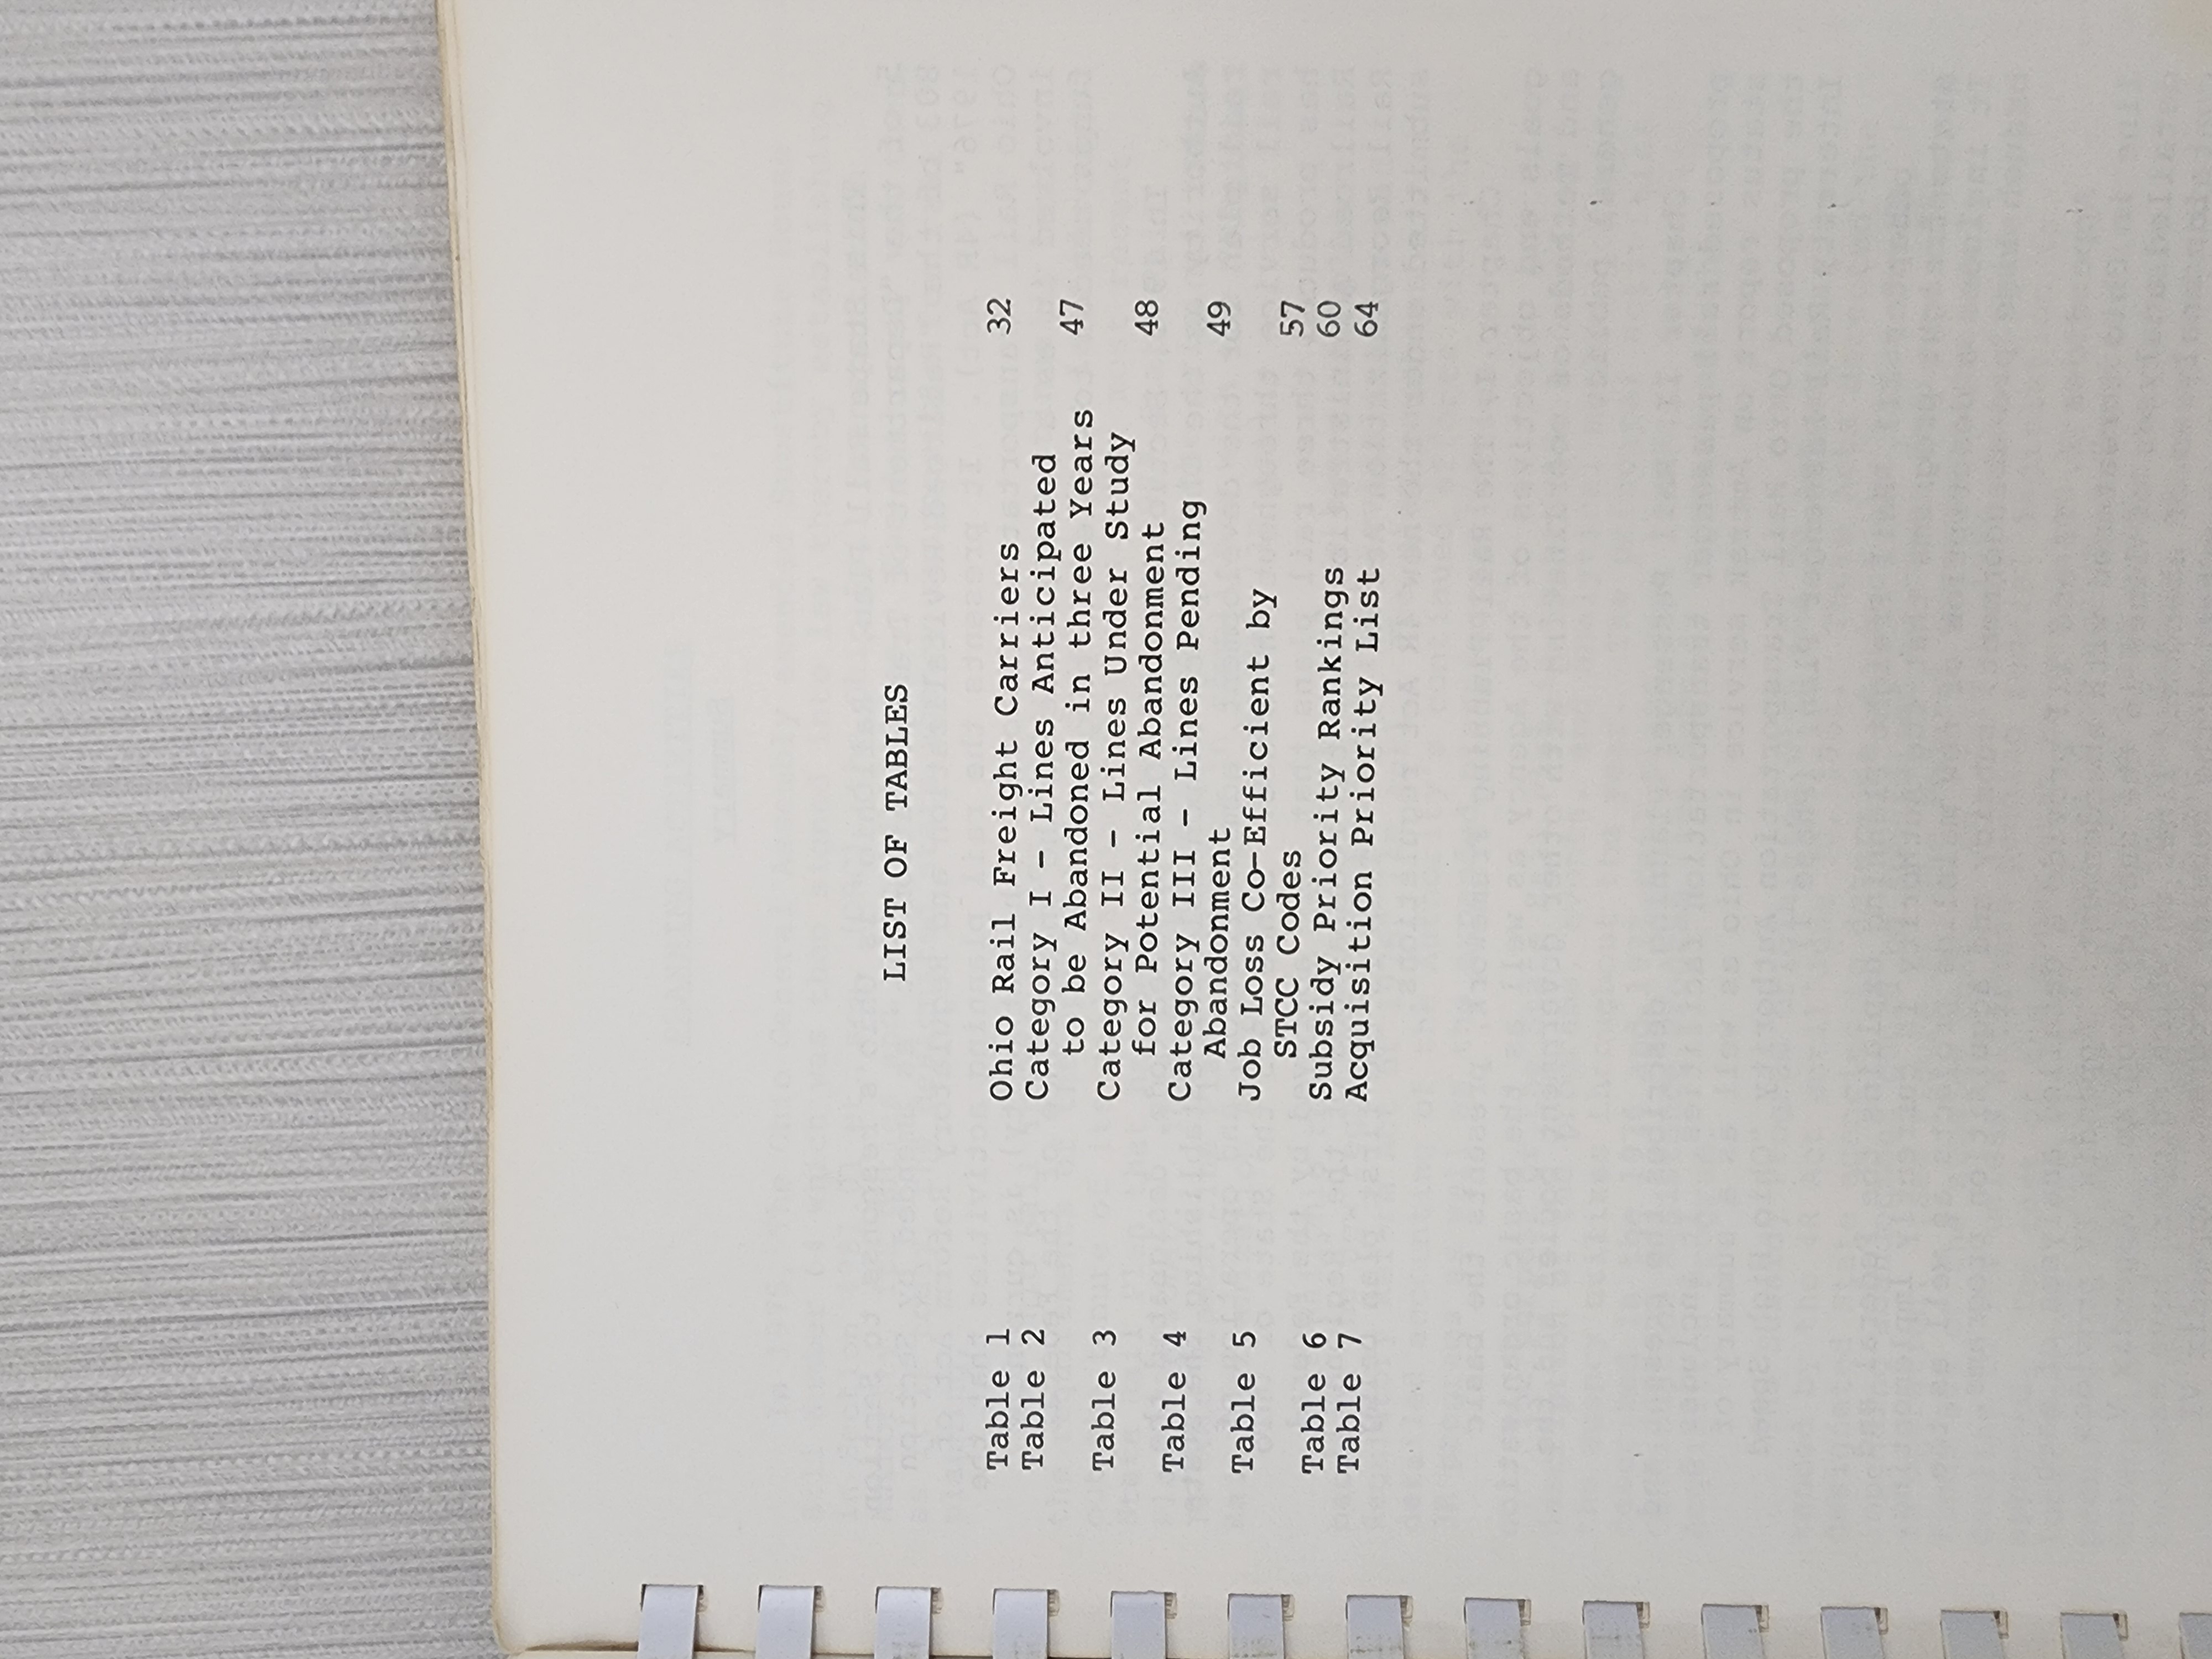 LIST OF TABLES
Table 1 Ohio Rail Freight Carriers 32
Table 2 Category I - Lines Anticipated
to be Abandoned in three Years 47
Table 3 Category II - Lines Under Study
for Potential Abandonment 48
Table 4 Category III - Lines Pending
Abandonment 49
Table 5 Job Loss Co-Efficient by
STCC Codes 57
Table 6 Subsidy Priority Rankings 60
Table 7 Acquisition Priority List 64